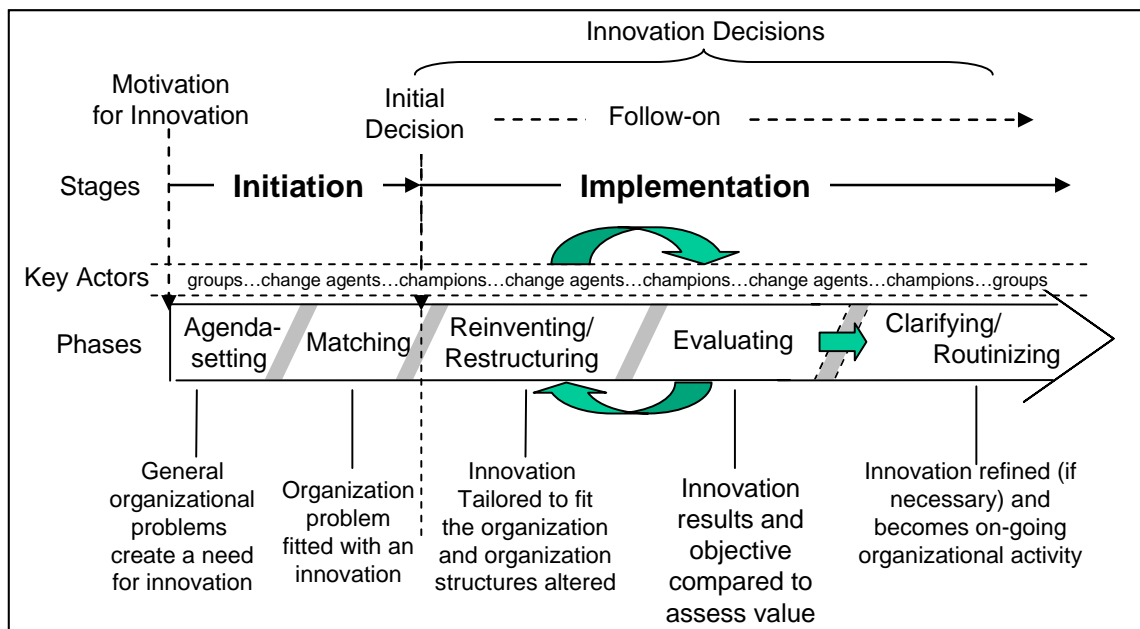 Innovation Decisions
Motivation
for Innovation
Initial
Decision
Follow-on
Stages
Initiation
Implementation
Key Actors
groups…change agents…champions…change agents…champions…change agents…champions…groups
Phases
Agenda-
setting
Matching
Reinventing/
Restructuring
Evaluating
Clarifying/
Routinizing
General
organizational
problems
create a need
for innovation
Organization
problem
fitted with an
innovation
Innovation
Tailored to fit
the organization
and organization
structures altered
Innovation
results and
objective
compared to
assess value
Innovation refined (if
necessary) and
becomes on-going
organizational activity